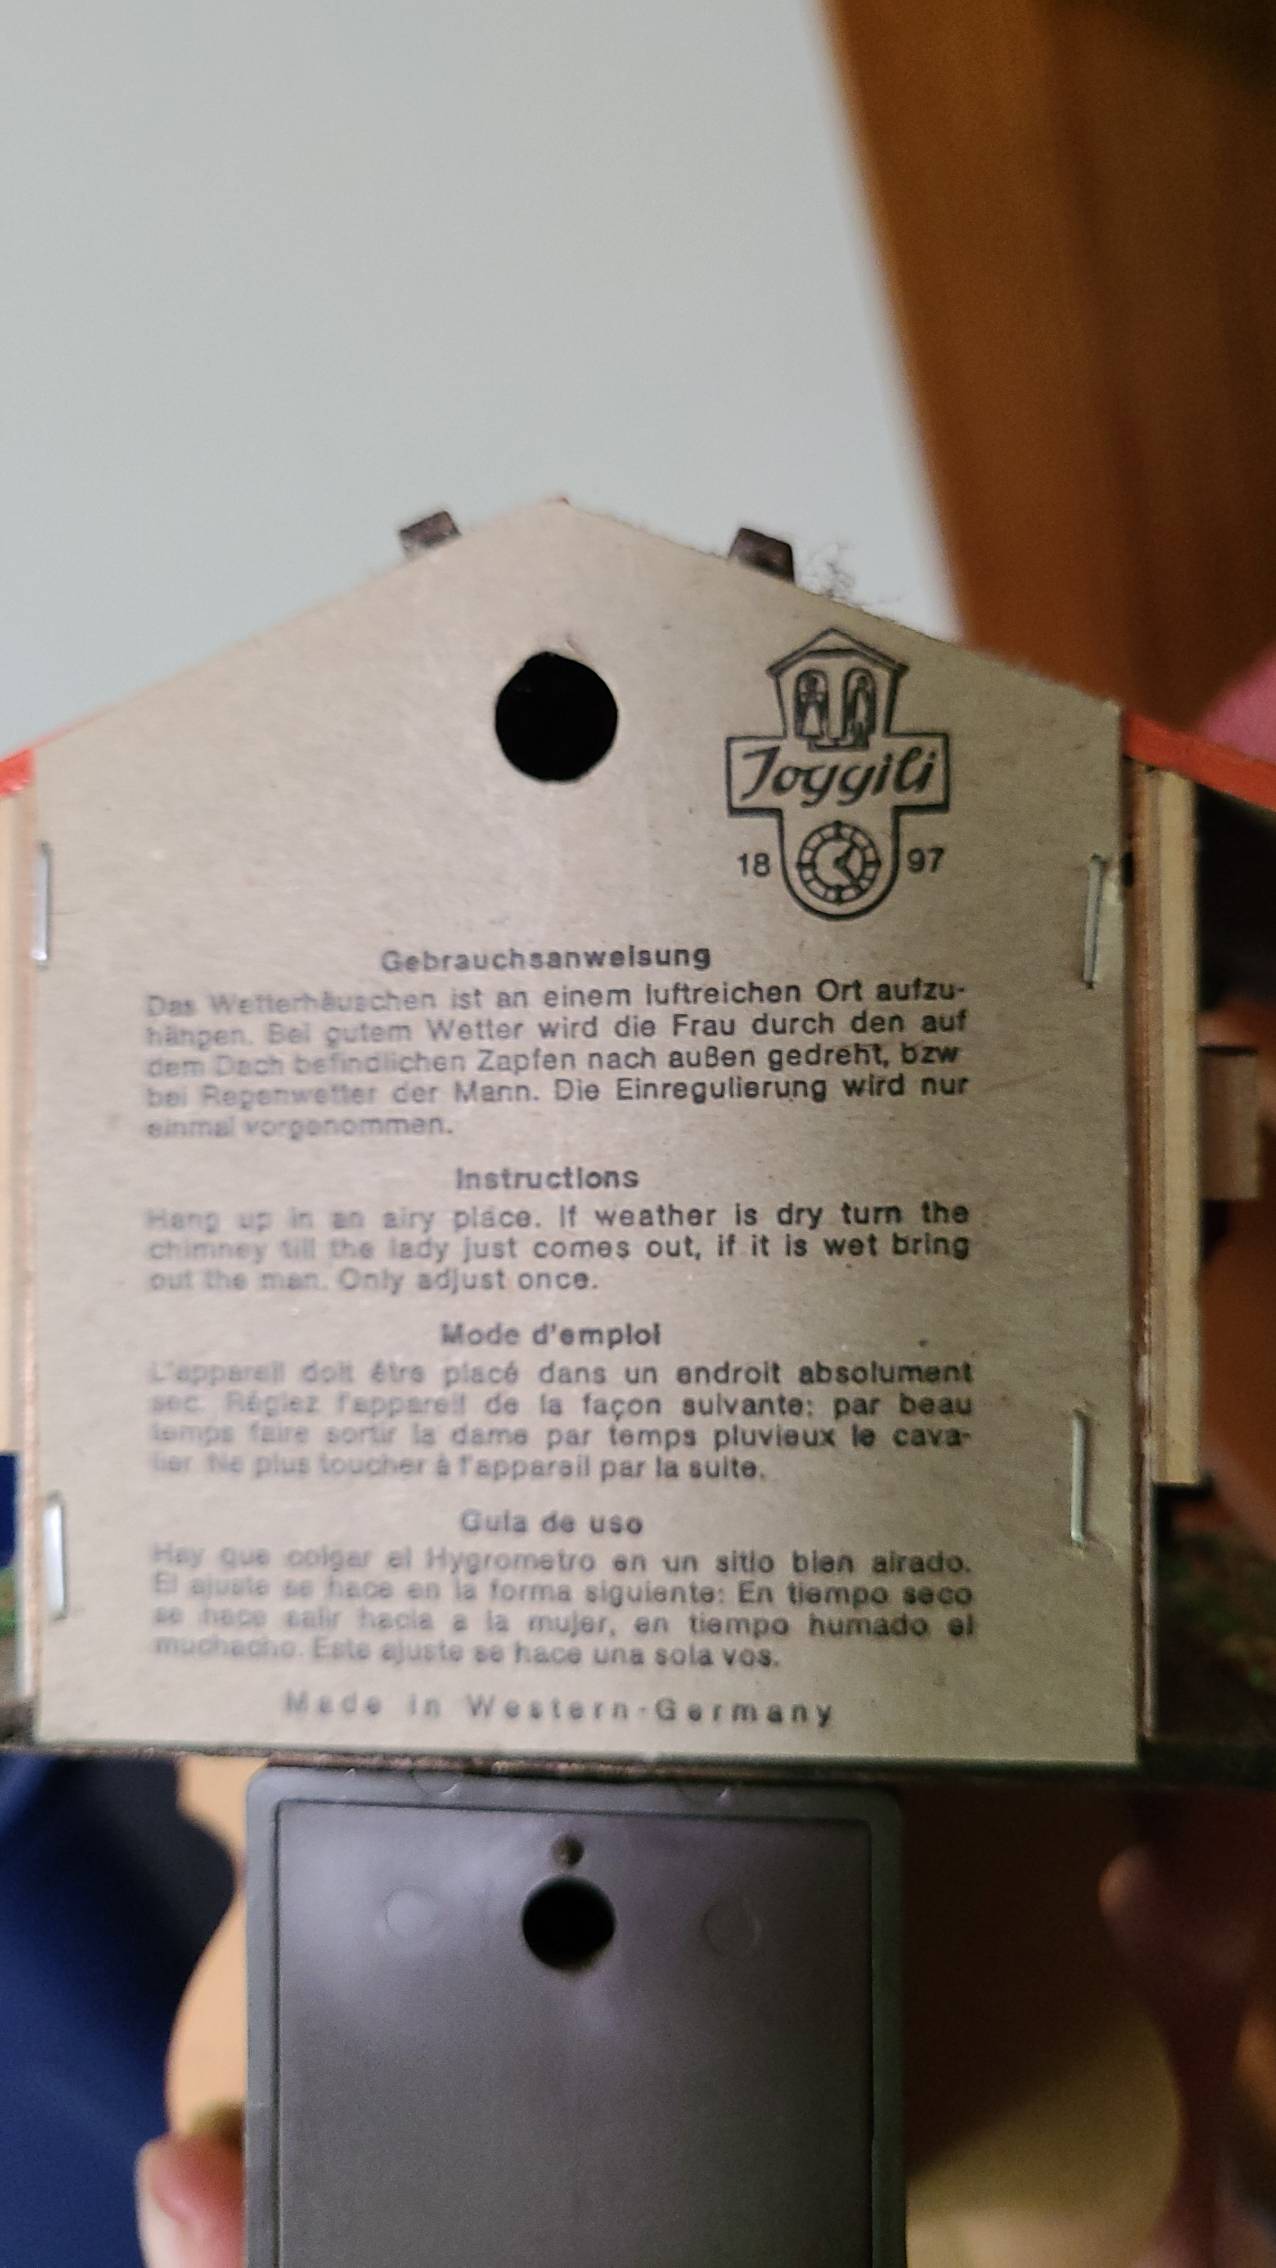 Joggili
18 97
Gebrauchsanweisung
Das Wetterhäuschen ist an einem luftreichen Ort aufzu-
hängen. Bei gutem Wetter wird die Frau durch den auf
dem Dach befindlichen Zapfen nach außen gedreht, bzw
bei Regenwetter der Mann. Die Einregulierung wird nur
einmal vorgenommen.
Instructions
Hang up in an airy place. If weather is dry turn the
chimney till the lady just comes out, if it is wet bring
out the man. Only adjust once.
Mode d'emploi
L'appareil doit être placé dans un androit absolument
sec. Réglez l'appareil de la façon suivante: par beau
temps faire sortir la dame par temps pluvieux le cava-
lier. Ne plus toucher à l'appareil par la suite.
Guia de uso
Hay que colgar el Hygrometro en un sitio bien airado.
El ajuste se hace en la forma siguiente: En tiempo seco
se hace salir hacia a la mujer, en tiempo humado el
muchacho. Este ajuste se hace una sola vos.
Made in Western-Germany